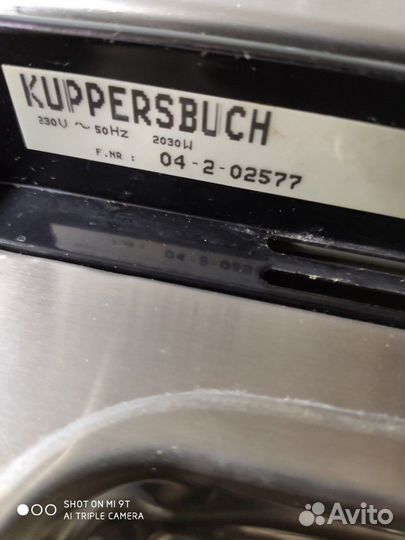 KUPPERSBUCH
230V ~ 50Hz 2030W
F.NR : 04-2-02577
SHOT ON MI 9T
AI TRIPLE CAMERA
Avito